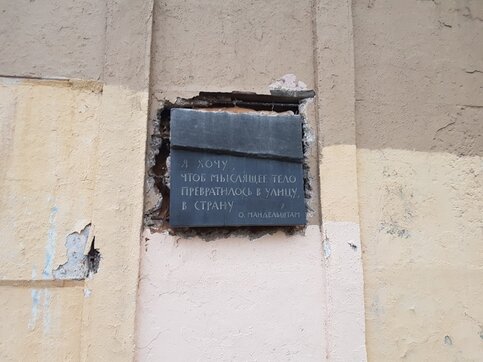 Я ХОЧУ,
ЧТОБ МЫСЛЯЩЕЕ ТЕЛО
ПРЕВРАТИЛОСЬ В УЛИЦУ,
В СТРАНУ
О. МАНДЕЛЬШТАМ